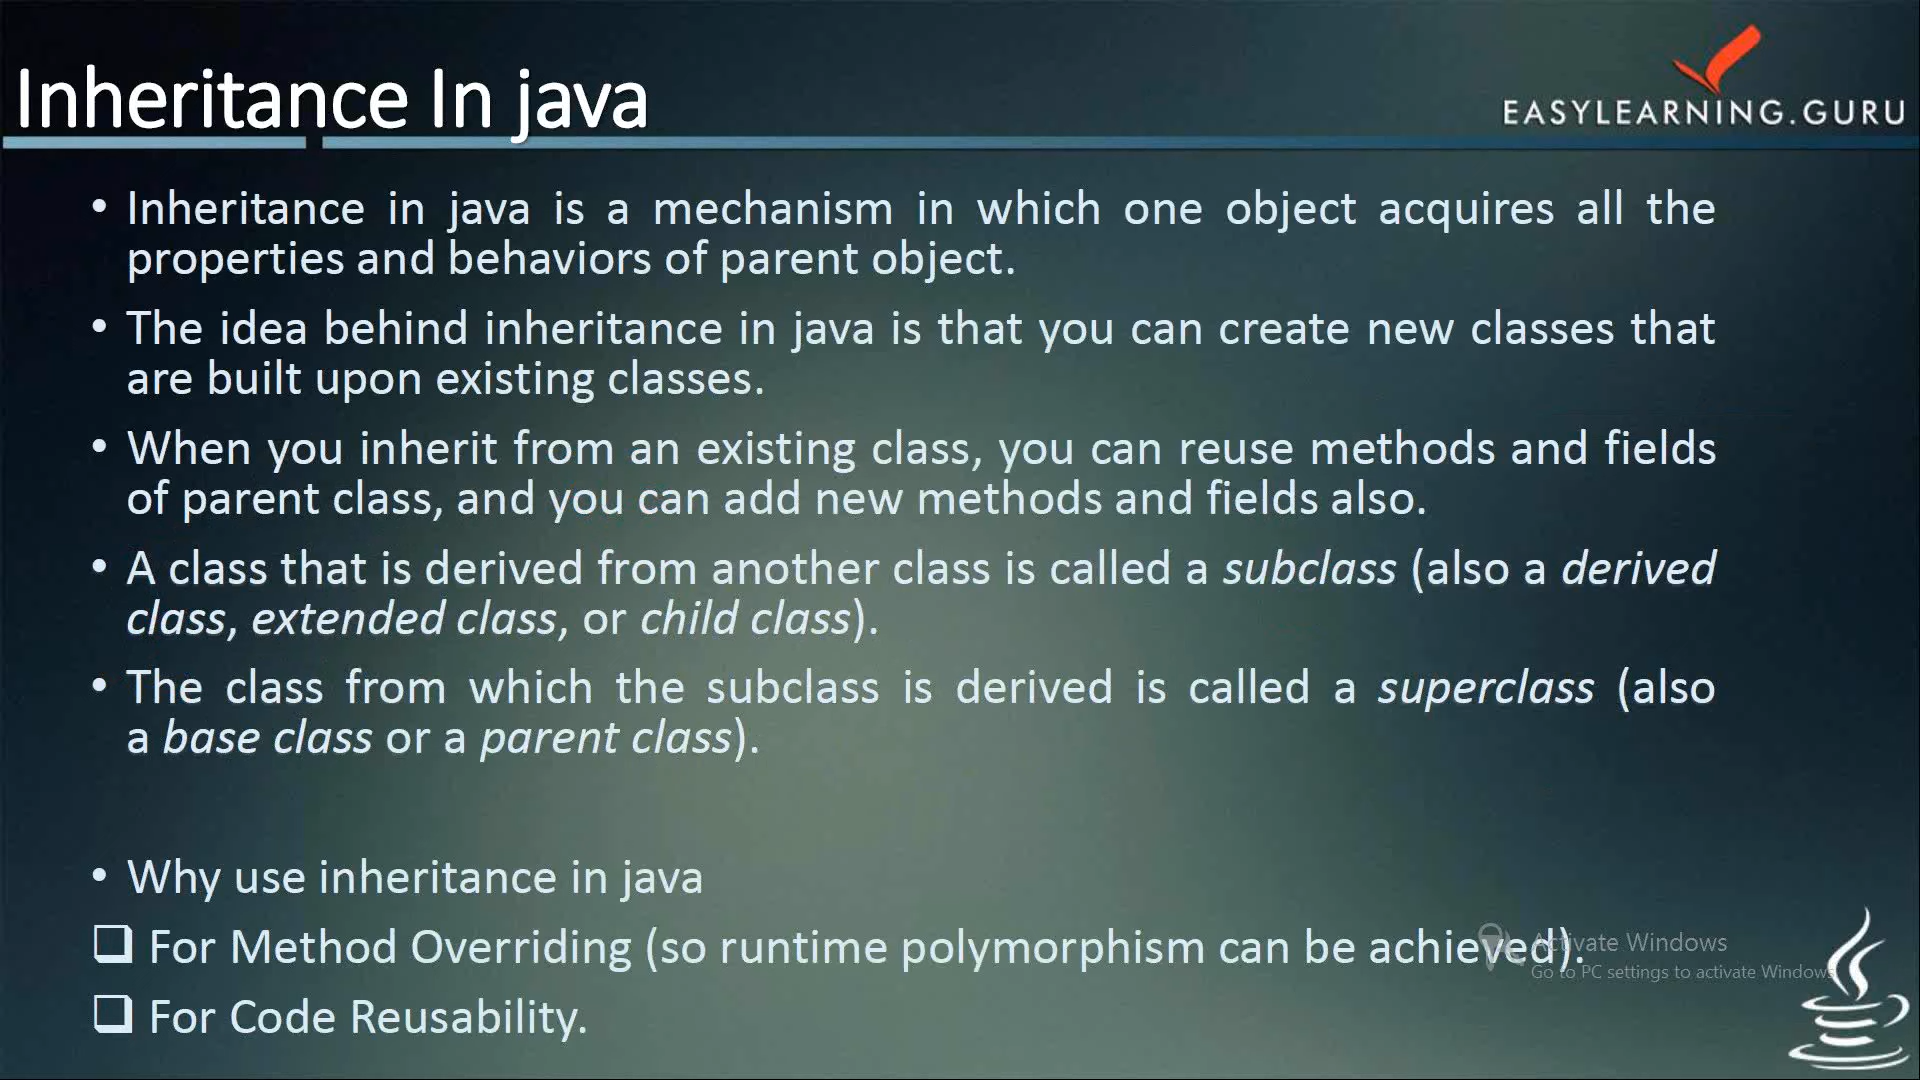 Inheritance In java
EASYLEARNING.GURU
• Inheritance in java is a mechanism in which one object acquires all the
properties and behaviors of parent object.
• The idea behind inheritance in java is that you can create new classes that
are built upon existing classes.
• When you inherit from an existing class, you can reuse methods and fields
of parent class, and you can add new methods and fields also.
• A class that is derived from another class is called a subclass (also a derived
class, extended class, or child class).
• The class from which the subclass is derived is called a superclass (also
a base class or a parent class).
• Why use inheritance in java
❑ For Method Overriding (so runtime polymorphism can be achieved).
Activate Windows
Go to PC settings to activate Windows
❑ For Code Reusability.